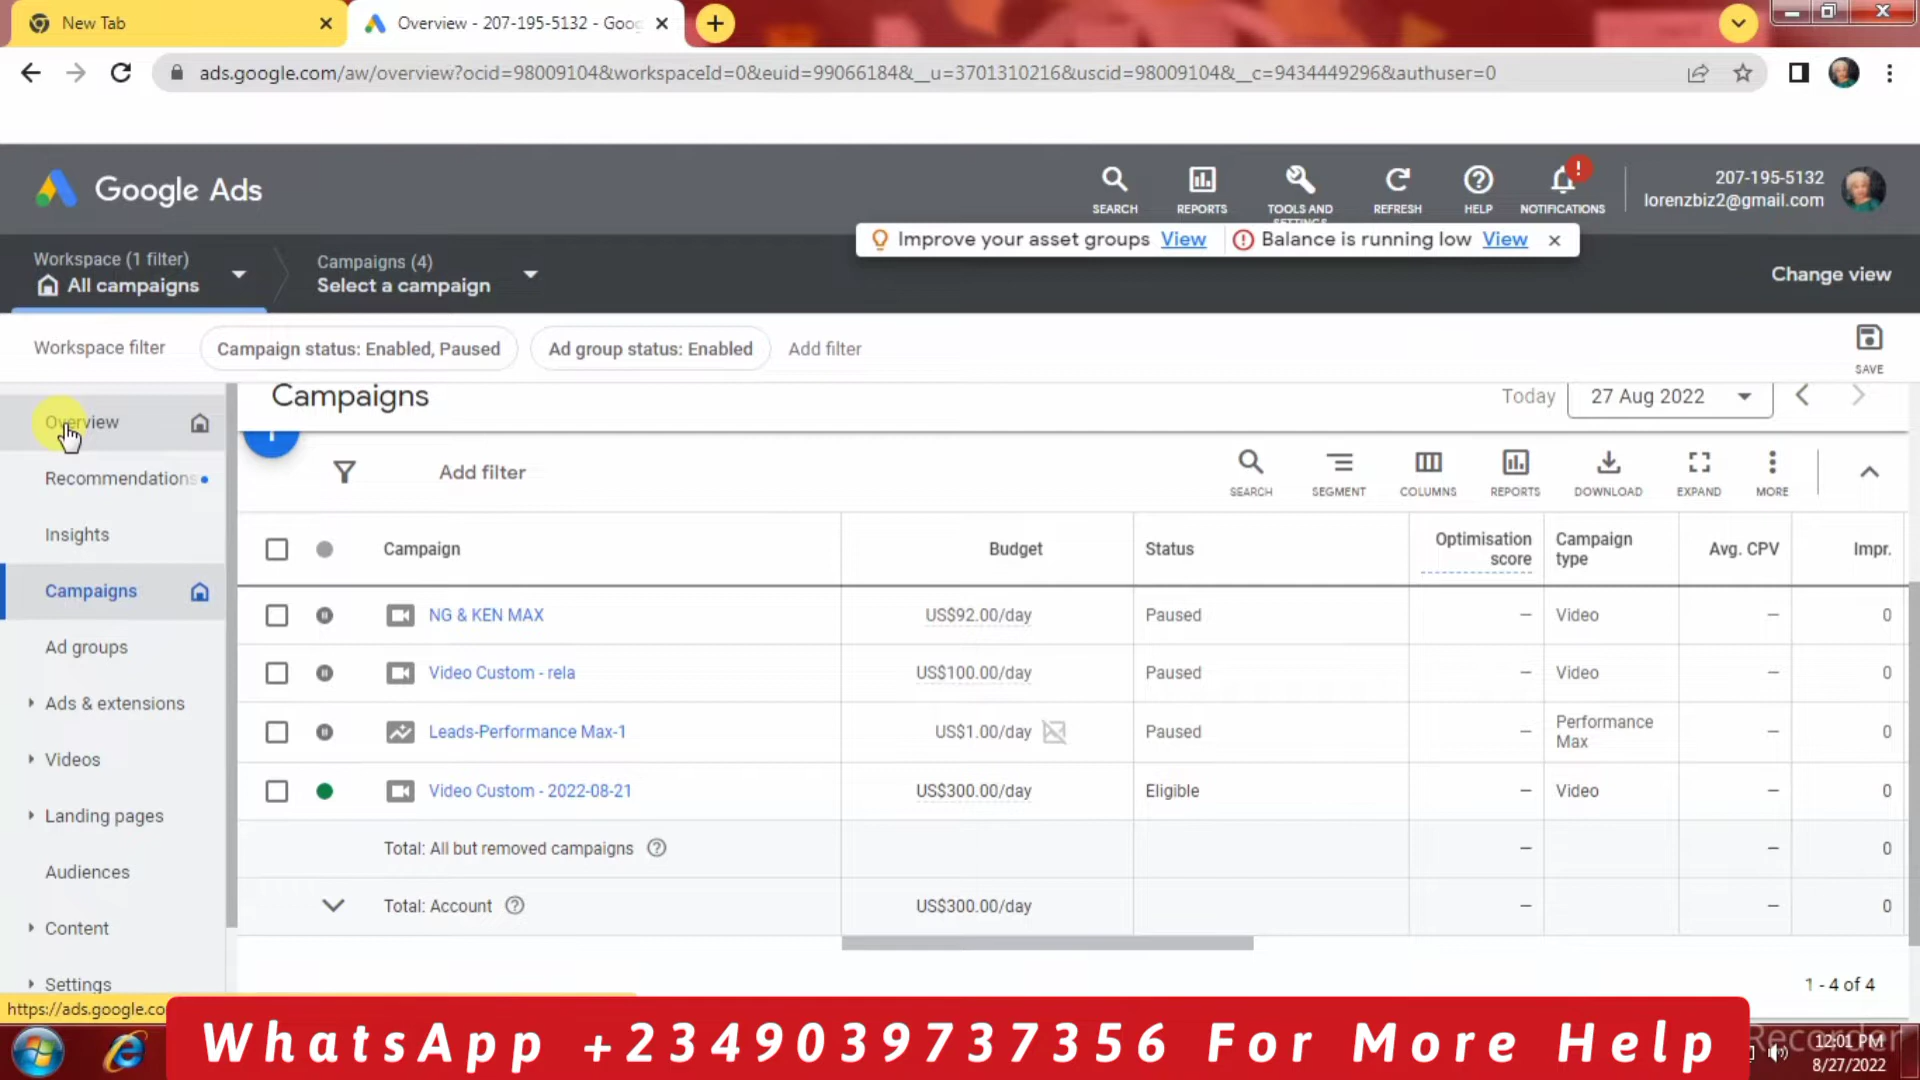 New Tab
Overview - 207-195-5132 - Goog
ads.google.com/aw/overview?ocid=98009104&workspaceId=0&euid=99066184&__u=3701310216&uscid=98009104&__c=9434449296&authuser=0
Google Ads
SEARCH
REPORTS
TOOLS AND SETTINGS
REFRESH
HELP
NOTIFICATIONS
207-195-5132
lorenzbiz2@gmail.com
Improve your asset groups View
Balance is running low View
Workspace (1 filter)
All campaigns
Campaigns (4)
Select a campaign
Change view
Workspace filter
Campaign status: Enabled, Paused
Ad group status: Enabled
Add filter
SAVE
Overview
Recommendations
Insights
Campaigns
Ad groups
Ads & extensions
Videos
Landing pages
Audiences
Content
Settings
Campaigns
Today
27 Aug 2022
Add filter
SEARCH
SEGMENT
COLUMNS
REPORTS
DOWNLOAD
EXPAND
MORE
Campaign Budget Status Optimisation score Campaign type Avg. CPV Impr.
NG & KEN MAX US$92.00/day Paused – Video – 0
Video Custom - rela US$100.00/day Paused – Video – 0
Leads-Performance Max-1 US$1.00/day Paused – Performance Max – 0
Video Custom - 2022-08-21 US$300.00/day Eligible – Video – 0
Total: All but removed campaigns – – 0
Total: Account US$300.00/day – – 0
1 - 4 of 4
https://ads.google.co
WhatsApp +2349039737356 For More Help
Recorder
12:01 PM
8/27/2022